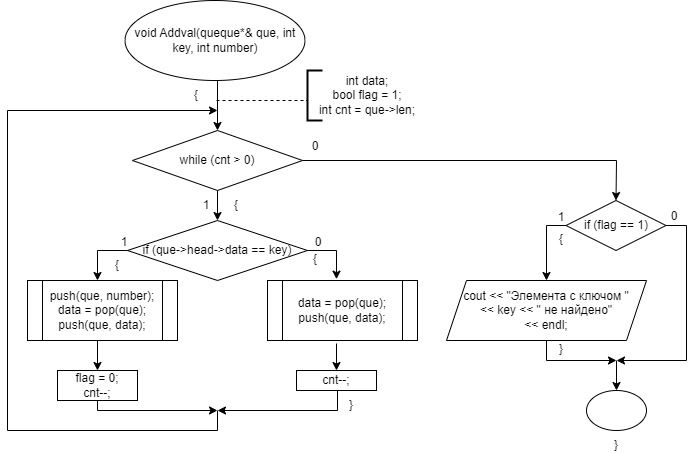 void Addval(queque*& que, int
key, int number)
{
int data;
bool flag = 1;
int cnt = que->len;
while (cnt > 0)
0
1
{
if (que->head->data == key)
1
0
{
{
if (flag == 1)
1
0
{
push(que, number);
data = pop(que);
push(que, data);
data = pop(que);
push(que, data);
cout << "Элемента с ключом "
<< key << " не найдено"
<< endl;
}
flag = 0;
cnt--;
cnt--;
}
}